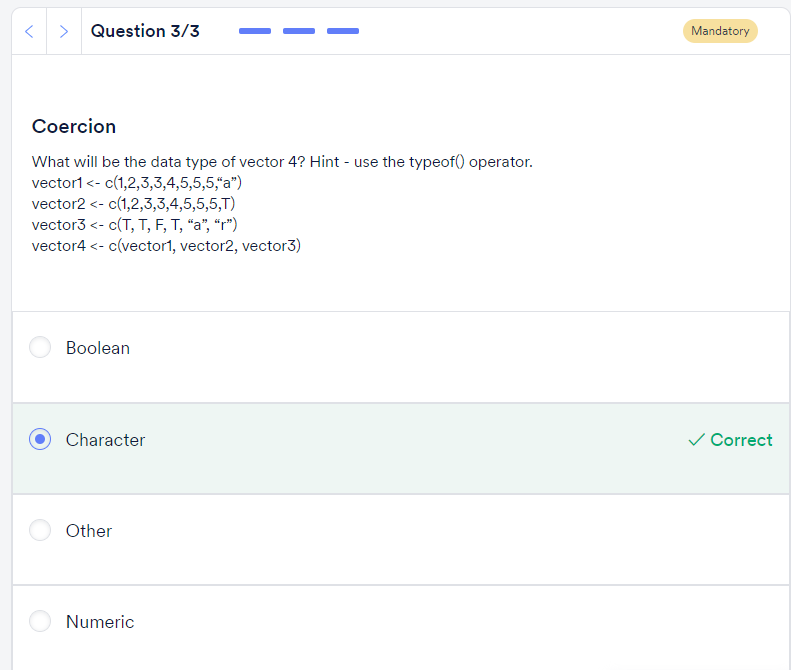 Question 3/3
Mandatory
Coercion
What will be the data type of vector 4? Hint - use the typeof() operator.
vector1 <- c(1,2,3,3,4,5,5,5,“a”)
vector2 <- c(1,2,3,3,4,5,5,5,T)
vector3 <- c(T, T, F, T, “a”, “r”)
vector4 <- c(vector1, vector2, vector3)
Boolean
Character
✓ Correct
Other
Numeric